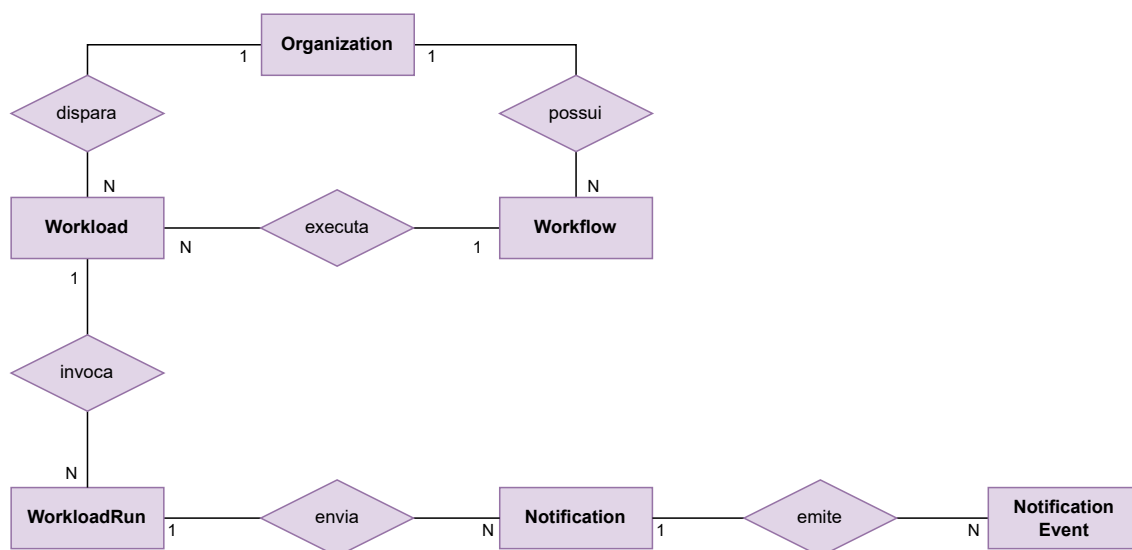 Organization
1
1
dispara
possui
N
N
Workload
executa
Workflow
N
1
1
invoca
N
WorkloadRun
envia
Notification
emite
Notification
Event
1
N
1
N